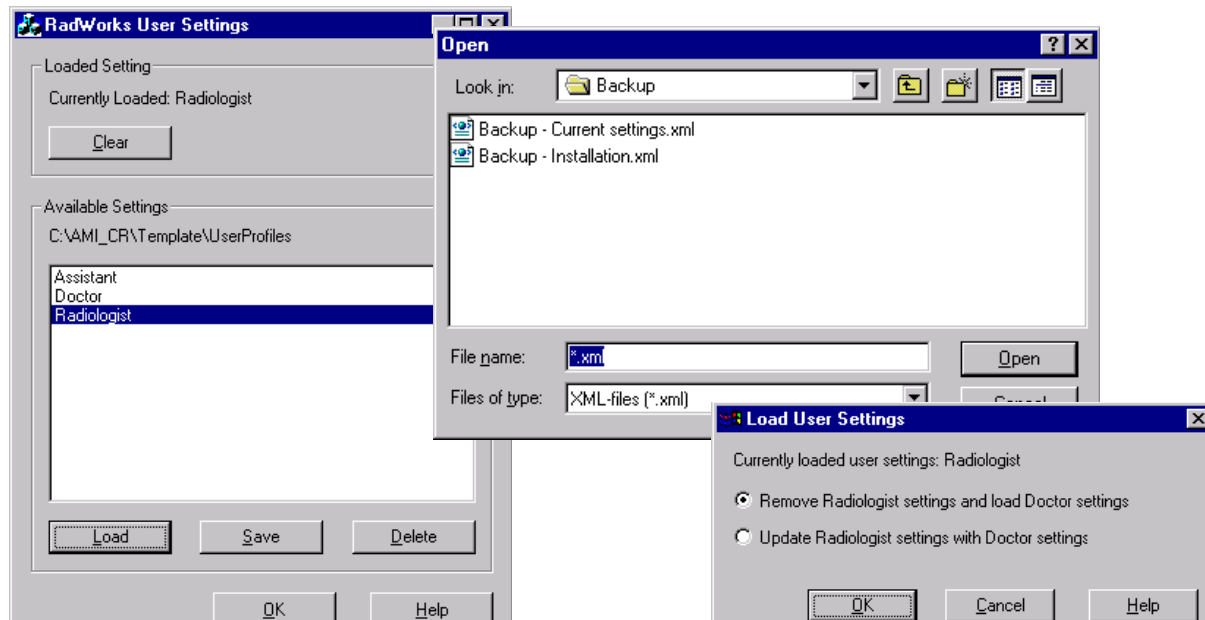 RadWorks User Settings
Loaded Setting
Currently Loaded: Radiologist
Clear
Available Settings
C:\AMI_CR\Template\UserProfiles
Assistant
Doctor
Radiologist
Load Save Delete
OK Help
Open
Look in: Backup
Backup - Current settings.xml
Backup - Installation.xml
File name: *.xml
Open
Files of type: XML-files (*.xml)
Cancel
Load User Settings
Currently loaded user settings: Radiologist
Remove Radiologist settings and load Doctor settings
Update Radiologist settings with Doctor settings
OK Cancel Help